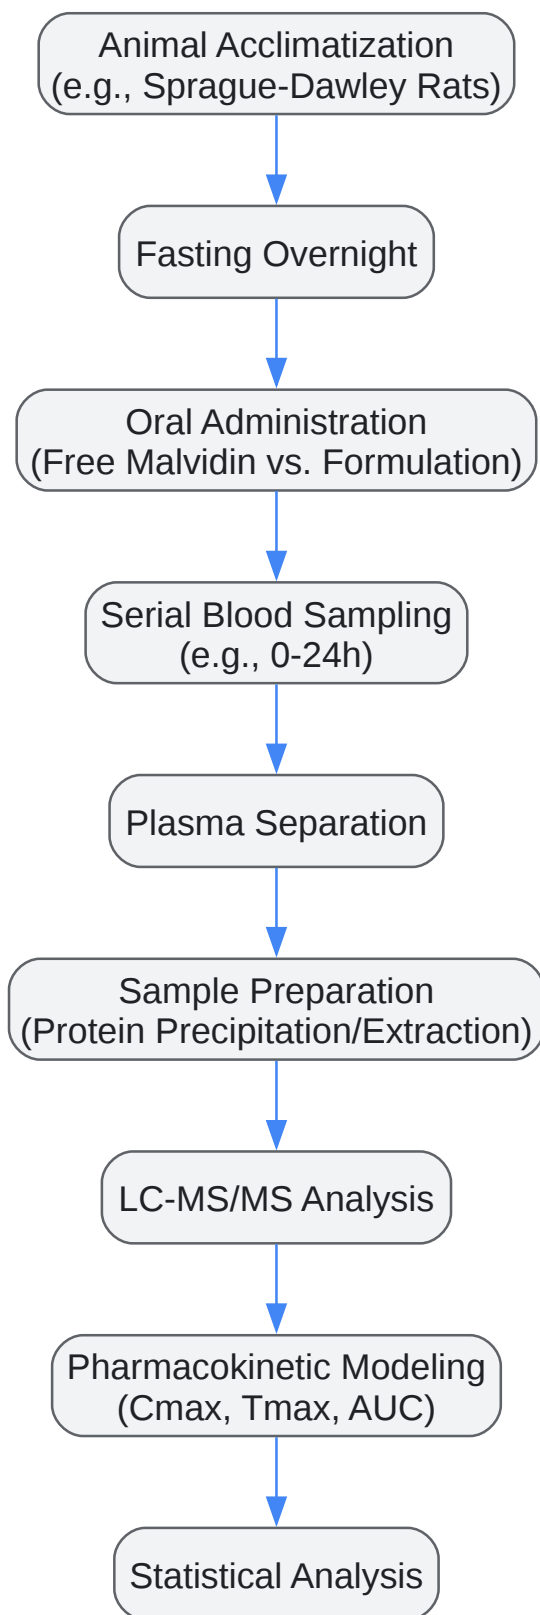 Animal Acclimatization
(e.g., Sprague-Dawley Rats)
Fasting Overnight
Oral Administration
(Free Malvidin vs. Formulation)
Serial Blood Sampling
(e.g., 0-24h)
Plasma Separation
Sample Preparation
(Protein Precipitation/Extraction)
LC-MS/MS Analysis
Pharmacokinetic Modeling
(Cmax, Tmax, AUC)
Statistical Analysis